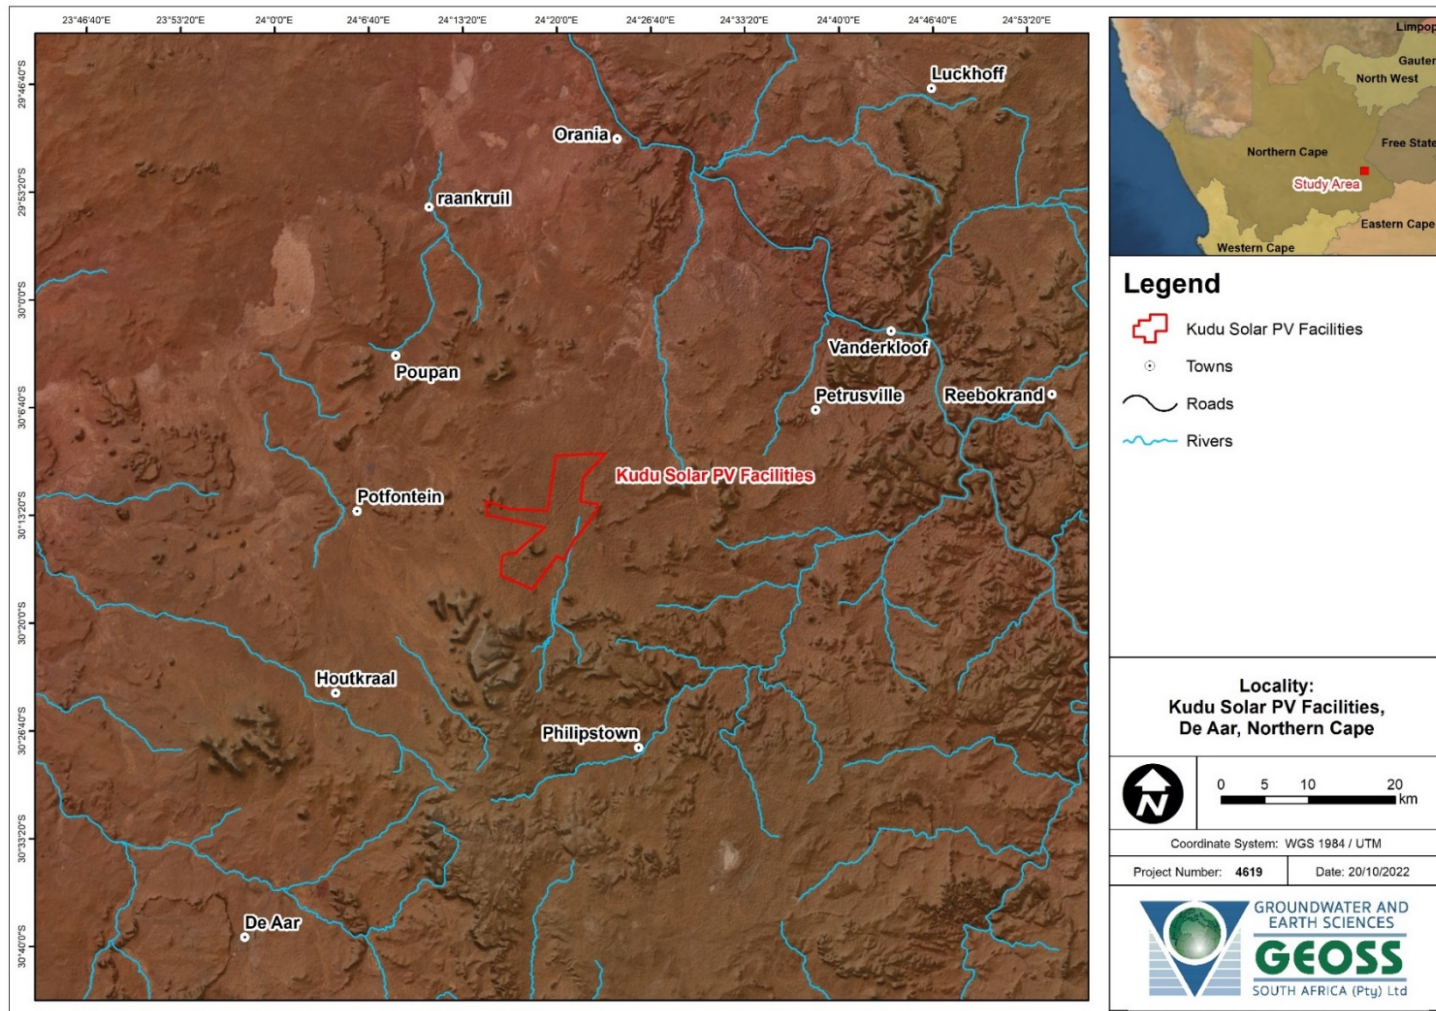 23°46'40"E 23°53'20"E 24°0'0"E 24°6'40"E 24°13'20"E 24°20'0"E 24°26'40"E 24°33'20"E 24°40'0"E 24°46'40"E 24°53'20"E
29°46'40"S
29°53'20"S
30°0'0"S
30°6'40"S
30°13'20"S
30°20'0"S
30°26'40"S
30°33'20"S
30°40'0"S
Luckhoff
Orania
raankruil
Vanderkloof
Poupan
Petrusville
Reebokrand
Kudu Solar PV Facilities
Potfontein
Houtkraal
Philipstown
De Aar
Limpop
Gauten
North West
Free State
Northern Cape
Study Area
Eastern Cape
Western Cape
Legend
Kudu Solar PV Facilities
Towns
Roads
Rivers
Locality:
Kudu Solar PV Facilities,
De Aar, Northern Cape
N
0 5 10 20
km
Coordinate System: WGS 1984 / UTM
Project Number: 4619
Date: 20/10/2022
GROUNDWATER AND
EARTH SCIENCES
GEOSS
SOUTH AFRICA (Pty) Ltd